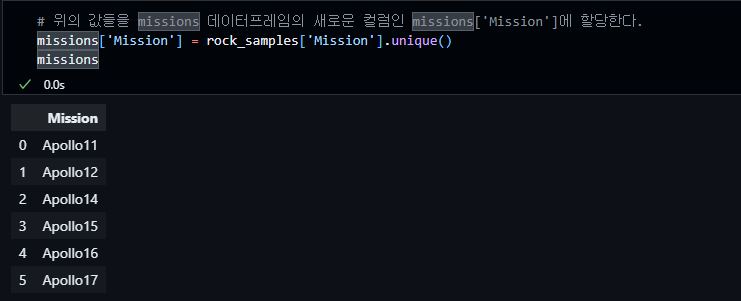 # 위의 값들을 missions 데이터프레임의 새로운 컬럼인 missions['Mission']에 할당한다.
missions['Mission'] = rock_samples['Mission'].unique()
missions
0.0s
Mission
0 Apollo11
1 Apollo12
2 Apollo14
3 Apollo15
4 Apollo16
5 Apollo17